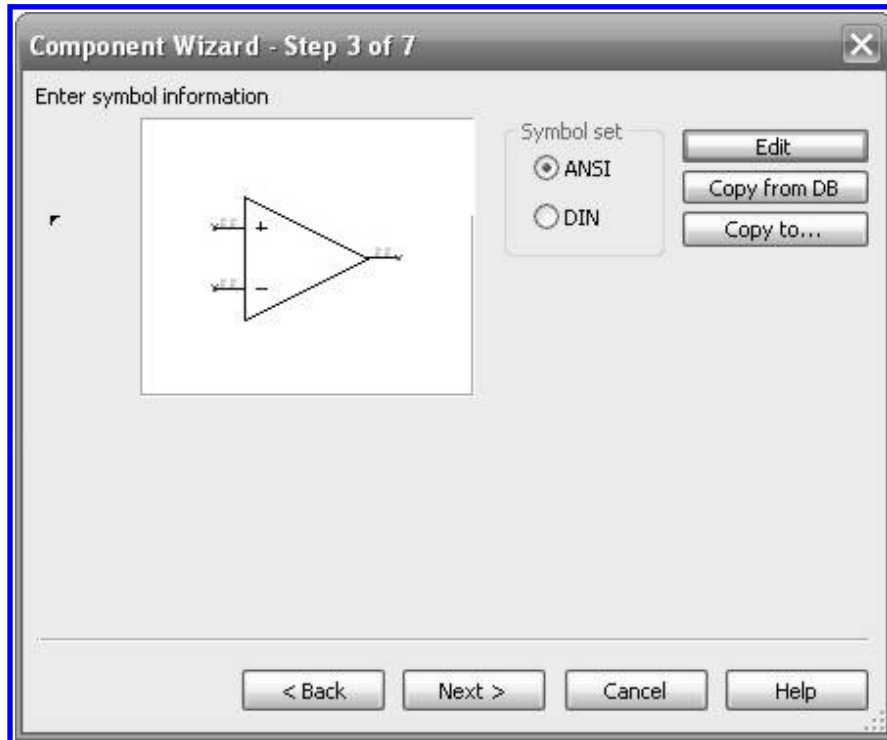 Component Wizard - Step 3 of 7
Enter symbol information
Symbol set
ANSI
DIN
Edit
Copy from DB
Copy to...
+
−
< Back
Next >
Cancel
Help